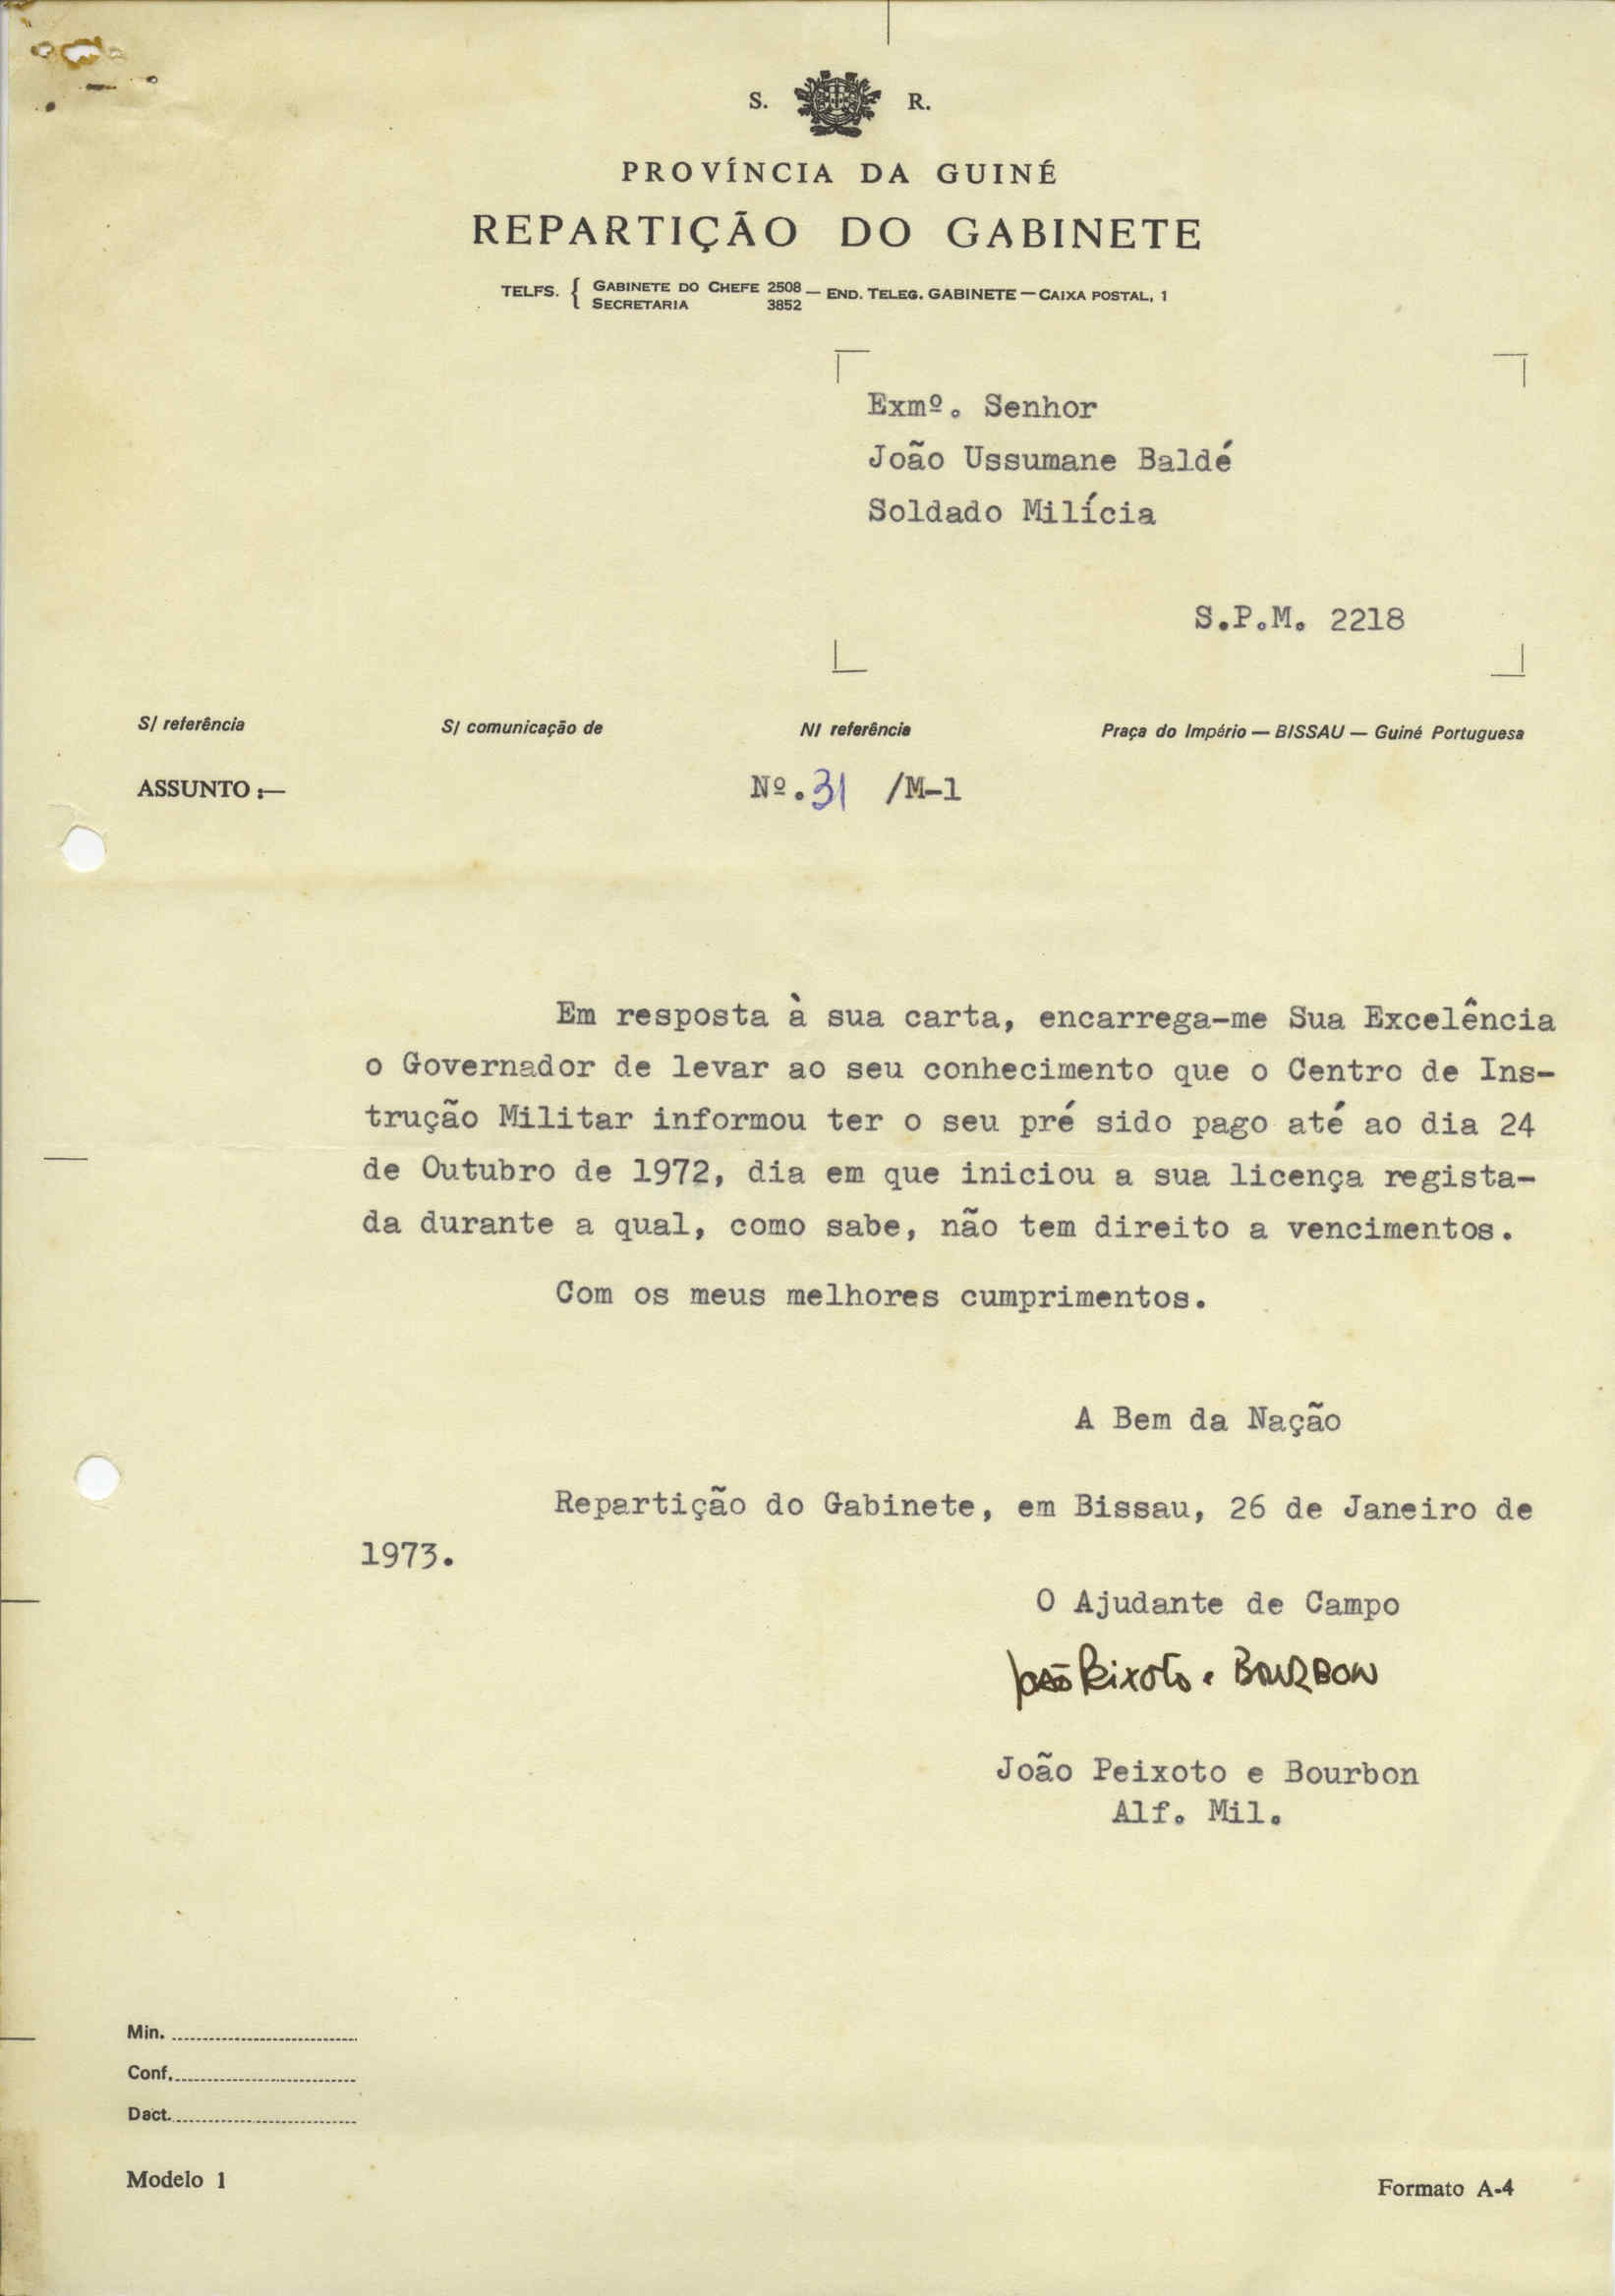 S. R.
PROVÍNCIA DA GUINÉ
REPARTIÇÃO DO GABINETE
TELFS. { GABINETE DO CHEFE 2508 — END. TELEG. GABINETE — CAIXA POSTAL, 1
SECRETARIA 3852
Exmº. Senhor
João Ussumane Baldé
Soldado Milícia
S.P.M. 2218
S/ referência S/ comunicação de N/ referência Praça do Império — BISSAU — Guiné Portuguesa
ASSUNTO :— Nº. 31 /M-1
Em resposta à sua carta, encarrega-me Sua Excelência
o Governador de levar ao seu conhecimento que o Centro de Ins-
trução Militar informou ter o seu pré sido pago até ao dia 24
de Outubro de 1972, dia em que iniciou a sua licença regista-
da durante a qual, como sabe, não tem direito a vencimentos.
Com os meus melhores cumprimentos.
A Bem da Nação
Repartição do Gabinete, em Bissau, 26 de Janeiro de
1973.
O Ajudante de Campo
João Peixoto e BOURBON
João Peixoto e Bourbon
Alf. Mil.
Min.
Conf.
Dact.
Modelo 1 Formato A-4